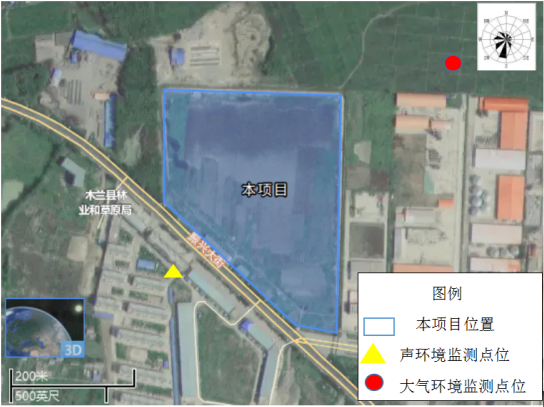 本项目
木兰县林
业和草原局
景兴大街
3D
200米
500英尺
图例
本项目位置
声环境监测点位
大气环境监测点位